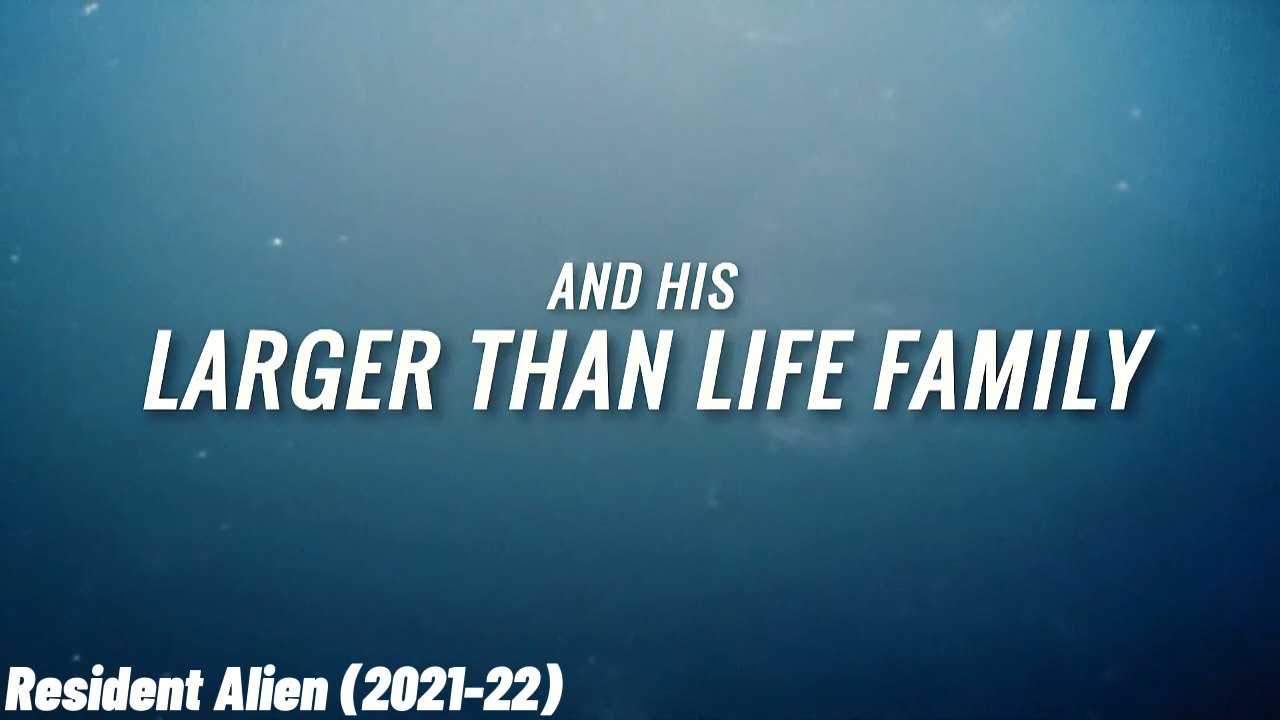 AND HIS
LARGER THAN LIFE FAMILY
Resident Alien (2021-22)